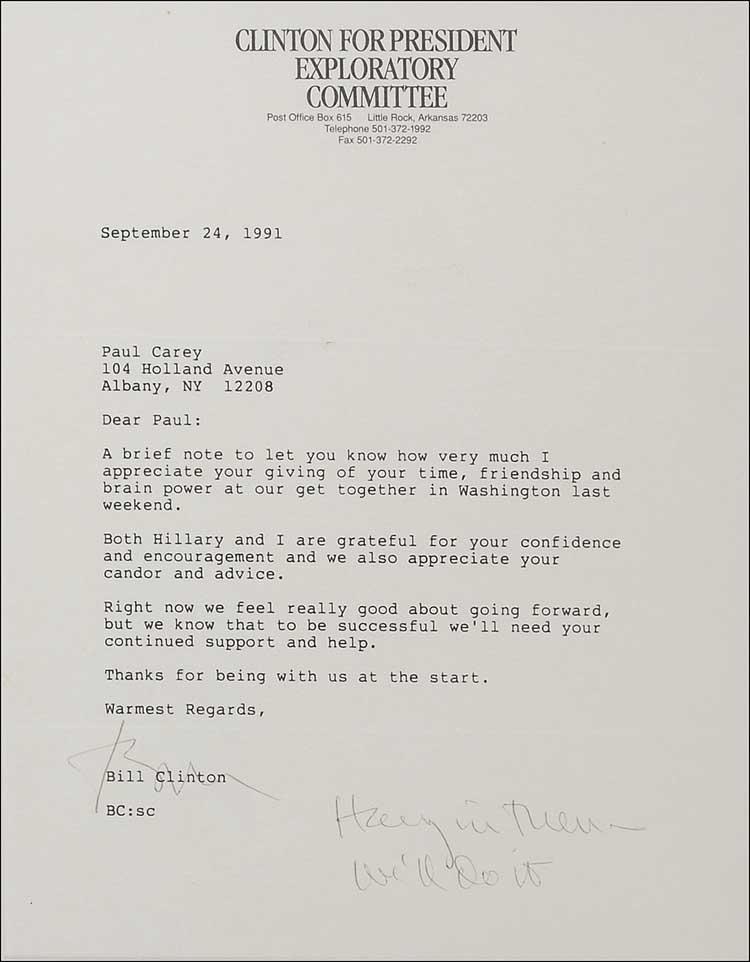 CLINTON FOR PRESIDENT
EXPLORATORY
COMMITTEE
Post Office Box 615 Little Rock, Arkansas 72203
Telephone 501-372-1992
Fax 501-372-2292
September 24, 1991
Paul Carey
104 Holland Avenue
Albany, NY 12208
Dear Paul:
A brief note to let you know how very much I
appreciate your giving of your time, friendship and
brain power at our get together in Washington last
weekend.
Both Hillary and I are grateful for your confidence
and encouragement and we also appreciate your
candor and advice.
Right now we feel really good about going forward,
but we know that to be successful we'll need your
continued support and help.
Thanks for being with us at the start.
Warmest Regards,
Bill
Bill Clinton
BC:sc
Hang in there—
We'll do it